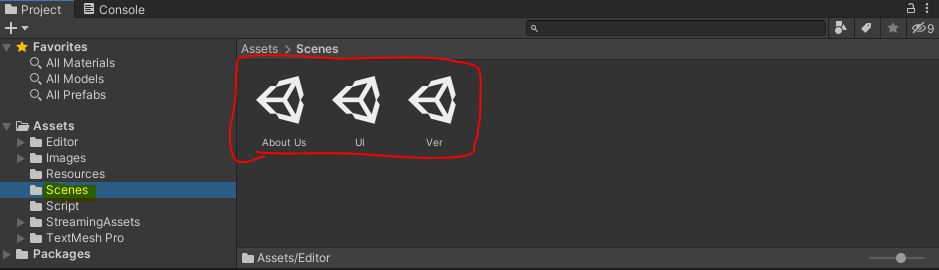 Project
Console
9
Favorites
All Materials
All Models
All Prefabs
Assets
Editor
Images
Resources
Scenes
Script
StreamingAssets
TextMesh Pro
Packages
Assets > Scenes
About Us
UI
Ver
Assets/Editor